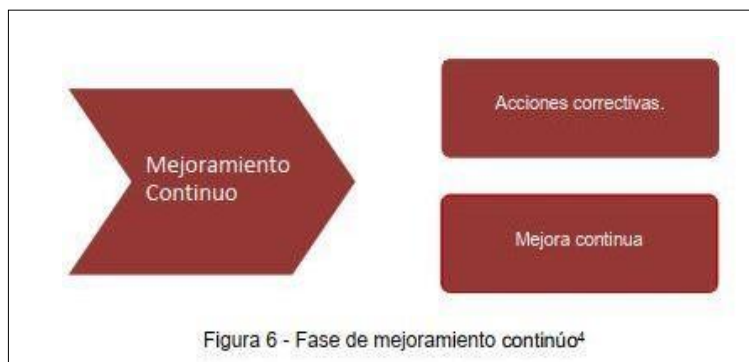 Mejoramiento
Continuo
Acciones correctivas.
Mejora continua
Figura 6 - Fase de mejoramiento continúo⁴